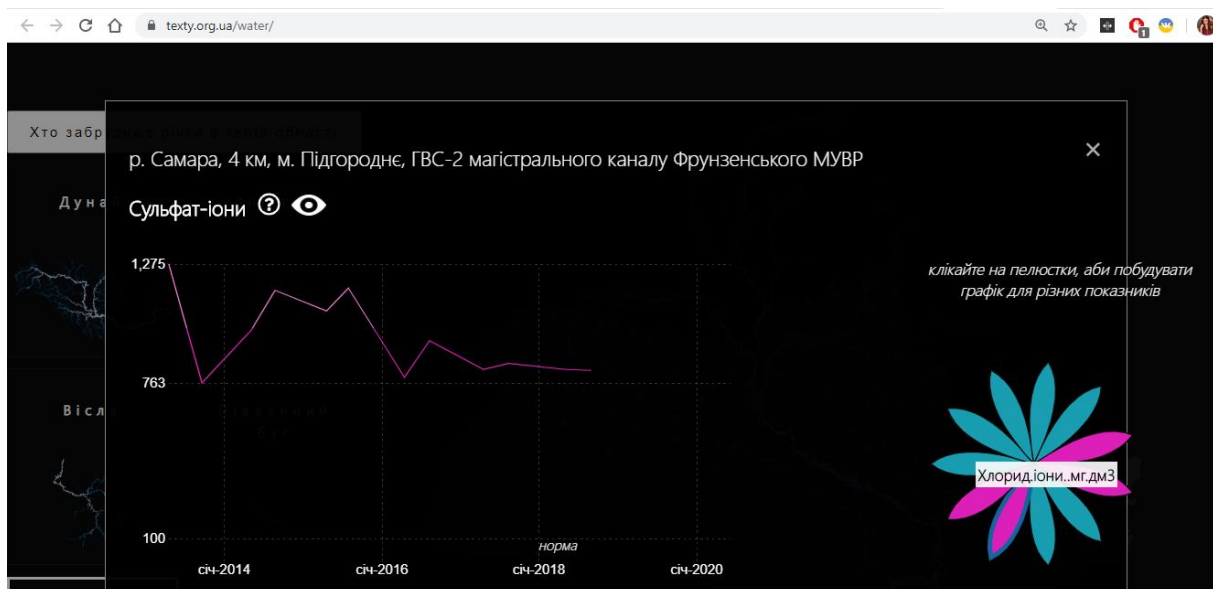 texty.org.ua/water/
1
Хто забр
р. Самара, 4 км, м. Підгороднє, ГВС-2 магістрального каналу Фрунзенського МУВР
×
Дуна
Сульфат-іони ?
1,275
клікайте на пелюстки, аби побудувати
графік для різних показників
763
Вісл
Хлорид.іони..мг.дм3
100
норма
січ-2014 січ-2016 січ-2018 січ-2020